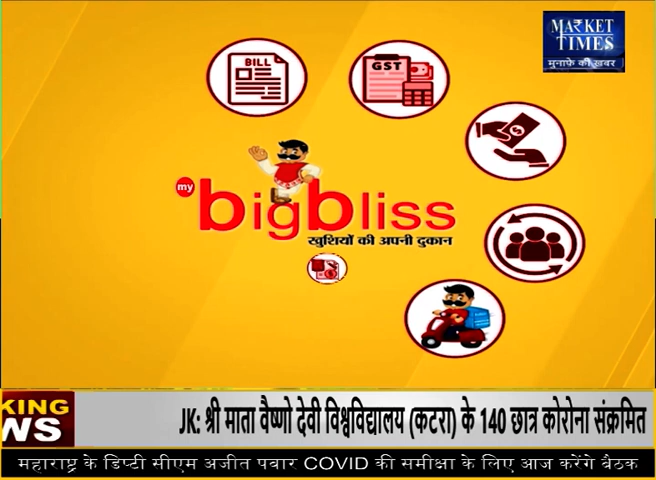 MARKET
TIMES
मुनाफे की खबर
BILL
GST
my
bigbliss
खुशियों की अपनी दुकान
KING
WS
JK: श्री माता वैष्णो देवी विश्वविद्यालय (कटरा) के 140 छात्र कोरोना संक्रमित
महाराष्ट्र के डिप्टी सीएम अजीत पवार COVID की समीक्षा के लिए आज करेंगे बैठक